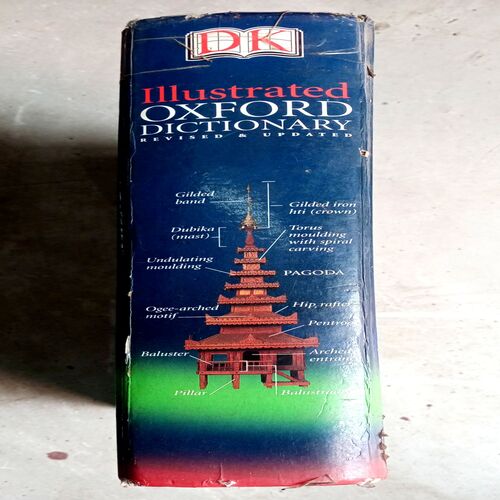 DK
Illustrated
OXFORD
DICTIONARY
REVISED & UPDATED
Gilded
band
Gilded iron
hti (crown)
Dubika
(mast)
Torus
moulding
with spiral
carving
Undulating
moulding
PAGODA
Ogee-arched
motif
Hip rafter
Baluster
Arched
Pillar